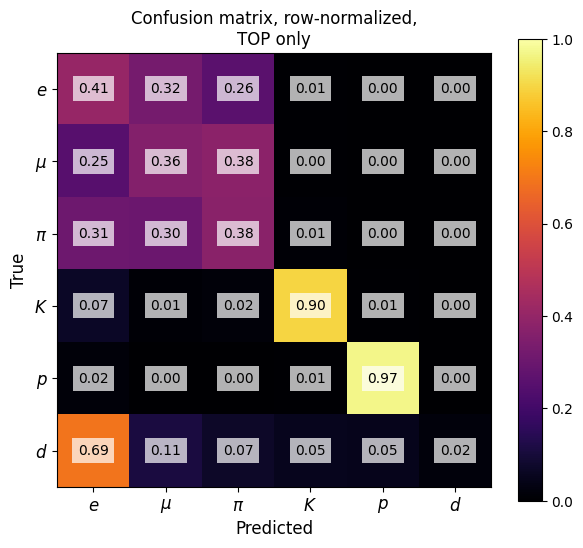 Confusion matrix, row-normalized,
TOP only
e 0.41 0.32 0.26 0.01 0.00 0.00
μ 0.25 0.36 0.38 0.00 0.00 0.00
π 0.31 0.30 0.38 0.01 0.00 0.00
K 0.07 0.01 0.02 0.90 0.01 0.00
p 0.02 0.00 0.00 0.01 0.97 0.00
d 0.69 0.11 0.07 0.05 0.05 0.02
e μ π K p d
True
Predicted
1.0
0.8
0.6
0.4
0.2
0.0